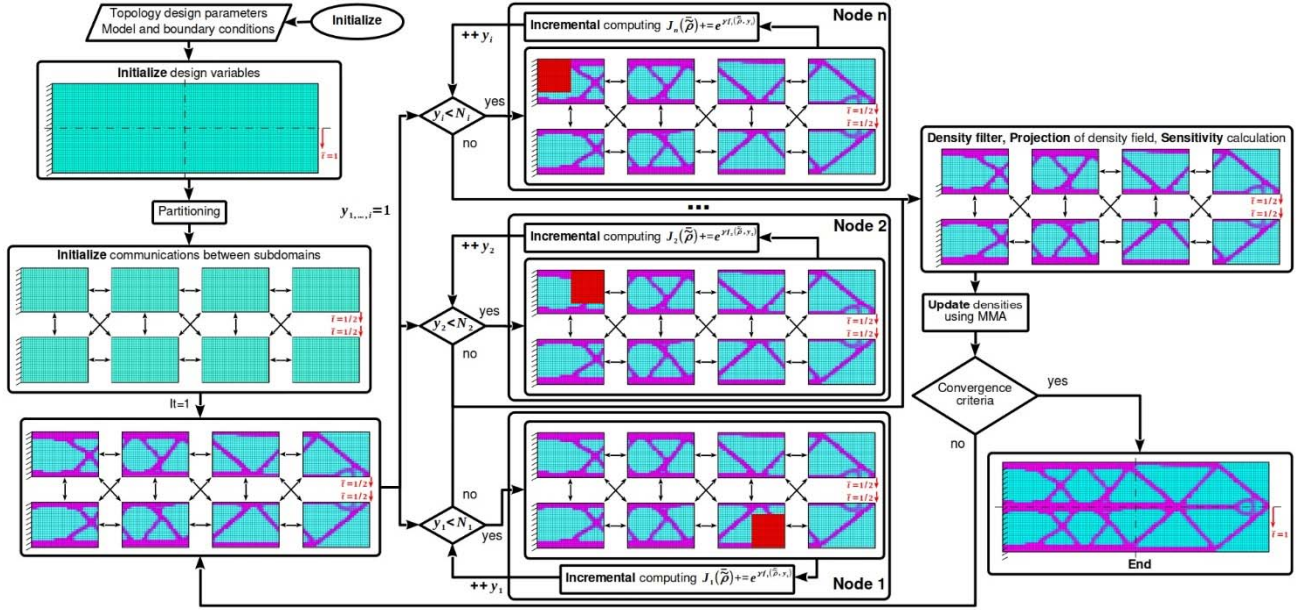 Topology design parameters
Model and boundary conditions
Initialize
Initialize design variables
t̄=1
Partitioning
Initialize communications between subdomains
t̄=1/2
t̄=1/2
It=1
t̄=1/2
t̄=1/2
y₁,...,ᵢ=1
Node n
Incremental computing Jₙ(ρ̃̄)+=e^γfᵢ(ρ̃̄,yᵢ)
++ yᵢ
yᵢ<Nᵢ
yes
no
t̄=1/2
t̄=1/2
...
Node 2
Incremental computing J₂(ρ̃̄)+=e^γf₂(ρ̃̄,y₂)
++ y₂
y₂<N₂
yes
no
t̄=1/2
t̄=1/2
no
y₁<N₁
yes
t̄=1/2
t̄=1/2
++ y₁
Incremental computing J₁(ρ̃̄)+=e^γf₁(ρ̃̄,y₁)
Node 1
Density filter, Projection of density field, Sensitivity calculation
t̄=1/2
t̄=1/2
Update densities
using MMA
Convergence
criteria
yes
no
t̄=1
End